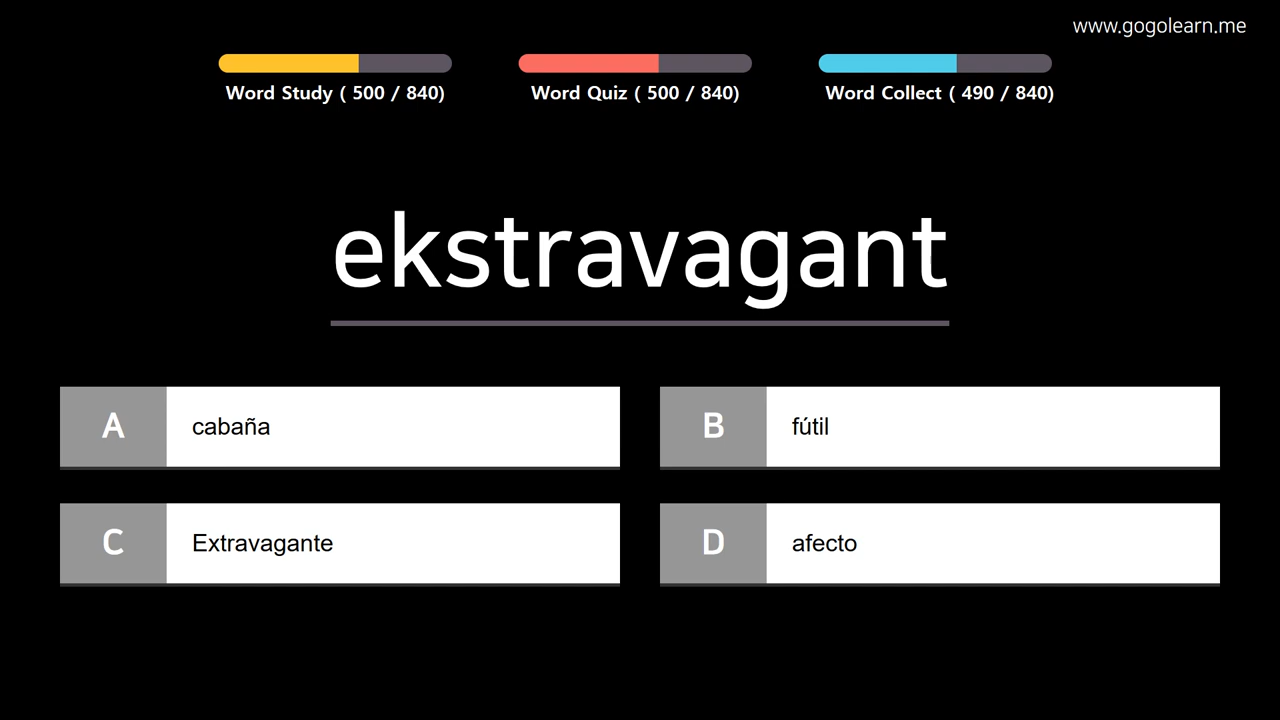 www.gogolearn.me
Word Study ( 500 / 840)
Word Quiz ( 500 / 840)
Word Collect ( 490 / 840)
ekstravagant
A cabaña
B fútil
C Extravagante
D afecto